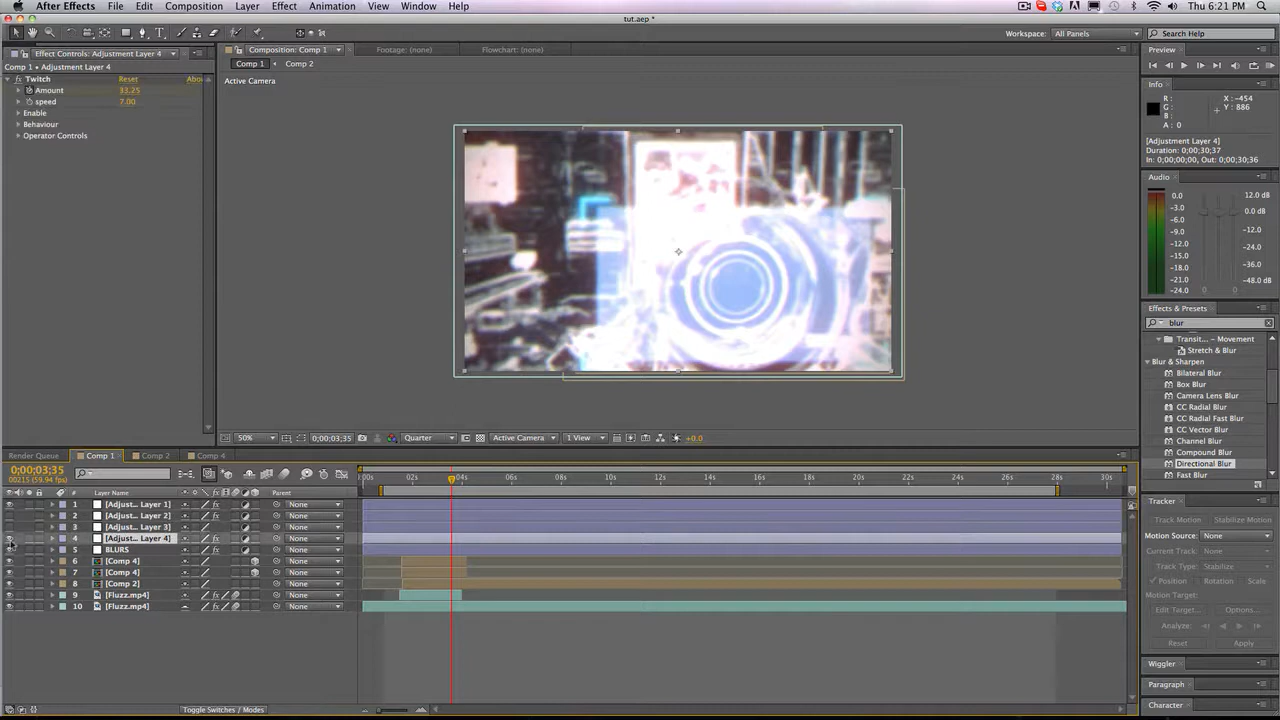 After Effects File Edit Composition Layer Effect Animation View Window Help Thu 6:21 PM
tut.aep *
Workspace: All Panels Search Help
Effect Controls: Adjustment Layer 4
Comp 1 • Adjustment Layer 4
Twitch Reset Abou
Amount 33.25
speed 7.00
Enable
Behaviour
Operator Controls
Composition: Comp 1 Footage: (none) Flowchart: (none)
Comp 1 Comp 2
Active Camera
50% 0;00;03;35 Quarter Active Camera 1 View +0.0
Preview
Info
R :
G :
B :
A : 0
X : -454
Y : 886
[Adjustment Layer 4]
Duration: 0;00;30;37
In: 0;00;00;00, Out: 0;00;30;36
Audio
0.0 12.0 dB
-3.0
-6.0 0.0 dB
-9.0 -12.0
-12.0 -24.0
-15.0
-18.0 -36.0
-21.0
-24.0 -48.0 dB
Effects & Presets
blur
Transit... – Movement
Stretch & Blur
Blur & Sharpen
Bilateral Blur
Box Blur
Camera Lens Blur
CC Radial Blur
CC Radial Fast Blur
CC Vector Blur
Channel Blur
Compound Blur
Directional Blur
Fast Blur
Tracker
Track Motion Stabilize Motion
Motion Source: None
Current Track: None
Track Type: Stabilize
Position Rotation Scale
Motion Target:
Edit Target... Options...
Analyze:
Reset Apply
Wiggler
Paragraph
Character
Render Queue Comp 1 Comp 2 Comp 4
0;00;03;35
00215 (59.94 fps)
# Layer Name Parent
:00s 02s 04s 06s 08s 10s 12s 14s 16s 18s 20s 22s 24s 26s 28s 30s
1 [Adjust... Layer 1] None
2 [Adjust... Layer 2] None
3 [Adjust... Layer 3] None
4 [Adjust... Layer 4] None
5 BLURS None
6 [Comp 4] None
7 [Comp 4] None
8 [Comp 2] None
9 [Fluzz.mp4] None
10 [Fluzz.mp4] None
Toggle Switches / Modes